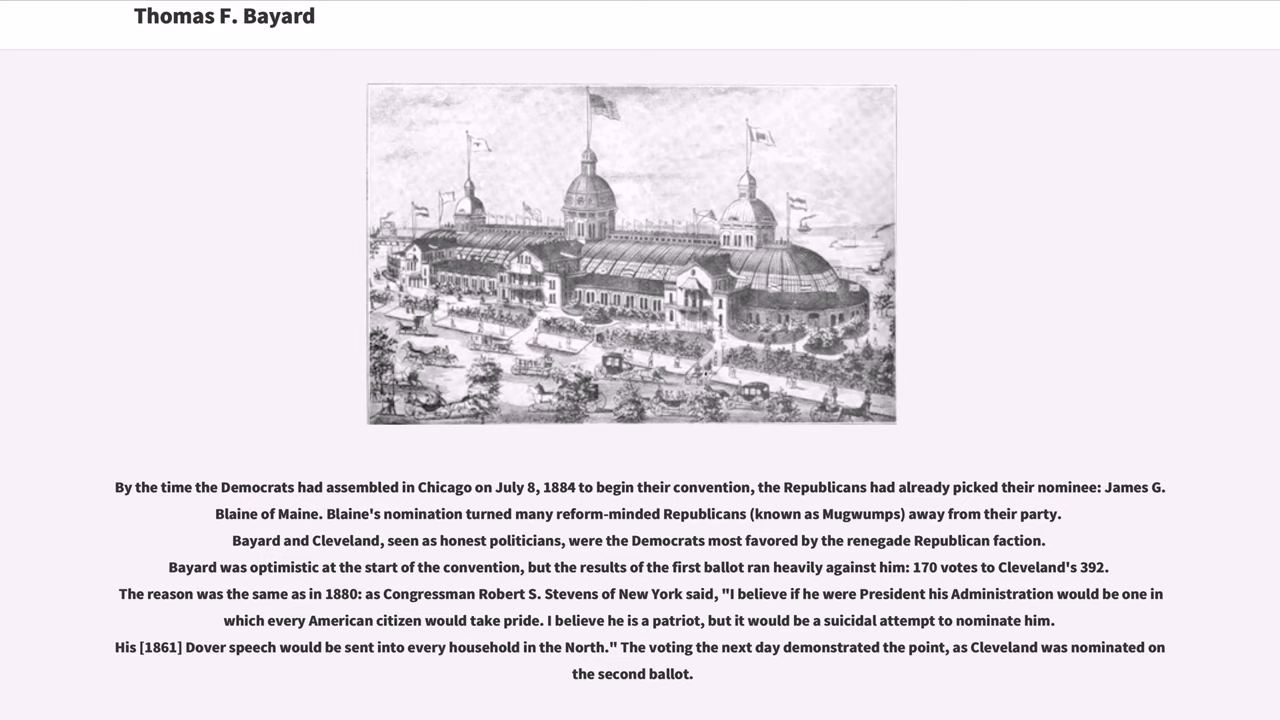 Thomas F. Bayard
By the time the Democrats had assembled in Chicago on July 8, 1884 to begin their convention, the Republicans had already picked their nominee: James G.
Blaine of Maine. Blaine's nomination turned many reform-minded Republicans (known as Mugwumps) away from their party.
Bayard and Cleveland, seen as honest politicians, were the Democrats most favored by the renegade Republican faction.
Bayard was optimistic at the start of the convention, but the results of the first ballot ran heavily against him: 170 votes to Cleveland's 392.
The reason was the same as in 1880: as Congressman Robert S. Stevens of New York said, "I believe if he were President his Administration would be one in
which every American citizen would take pride. I believe he is a patriot, but it would be a suicidal attempt to nominate him.
His [1861] Dover speech would be sent into every household in the North." The voting the next day demonstrated the point, as Cleveland was nominated on
the second ballot.